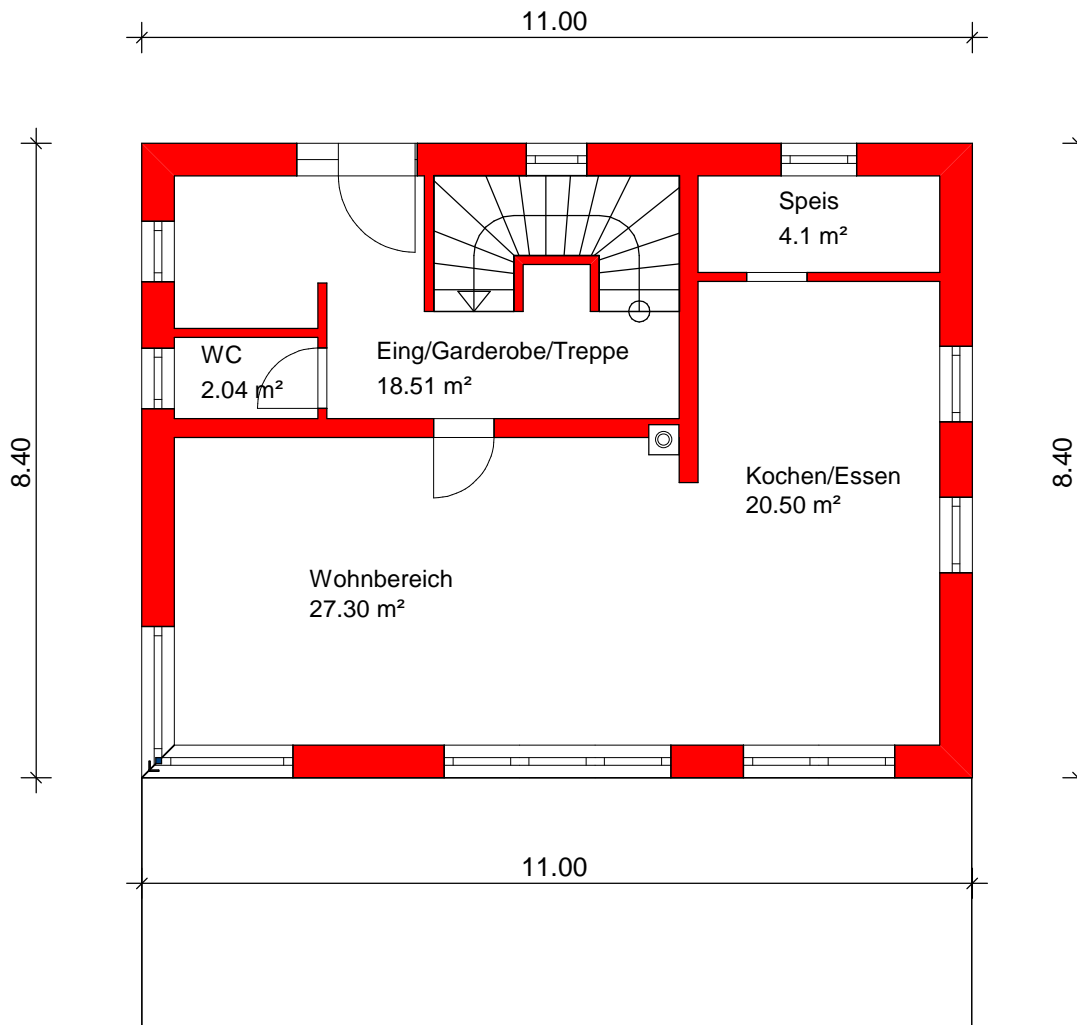 11.00
Speis
4.1 m²
WC
2.04 m²
Eing/Garderobe/Treppe
18.51 m²
8.40
8.40
Kochen/Essen
20.50 m²
Wohnbereich
27.30 m²
11.00